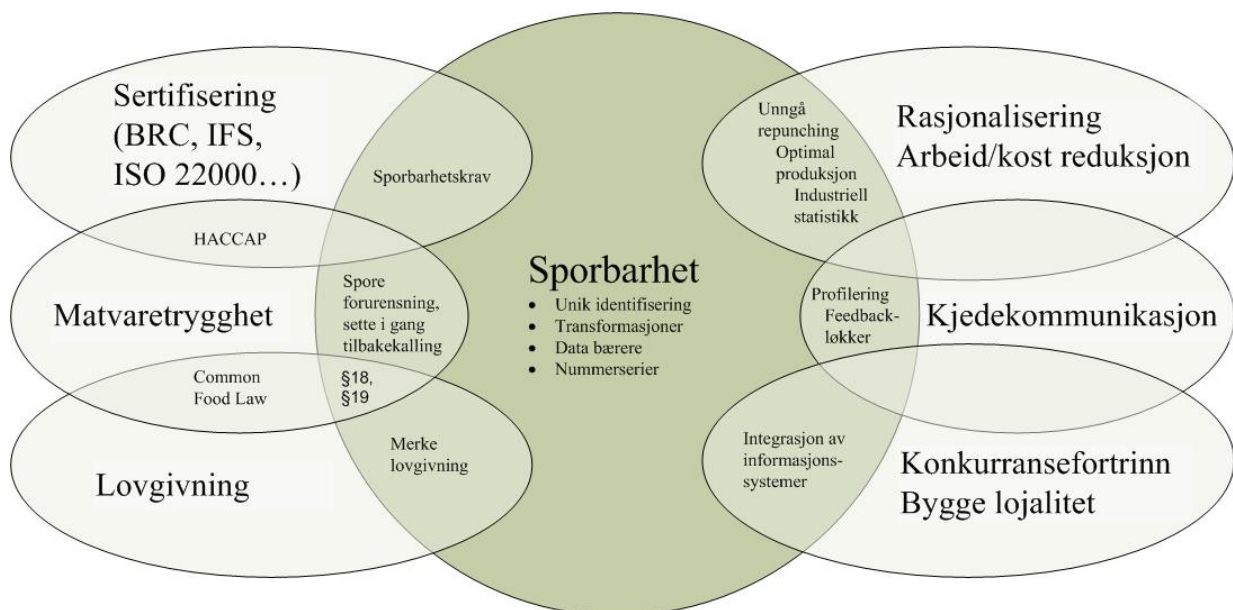 Sertifisering
(BRC, IFS,
ISO 22000…)
Sporbarhetskrav
HACCAP
Matvaretrygghet
Spore
forurensning,
sette i gang
tilbakekalling
Common
Food Law
§18,
§19
Merke
lovgivning
Lovgivning
Sporbarhet
• Unik identifisering
• Transformasjoner
• Data bærere
• Nummerserier
Unngå
repunching
Optimal
produksjon
Industriell
statistikk
Rasjonalisering
Arbeid/kost reduksjon
Profilering
Feedback-
løkker
Kjedekommunikasjon
Integrasjon av
informasjons-
systemer
Konkurransefortrinn
Bygge lojalitet